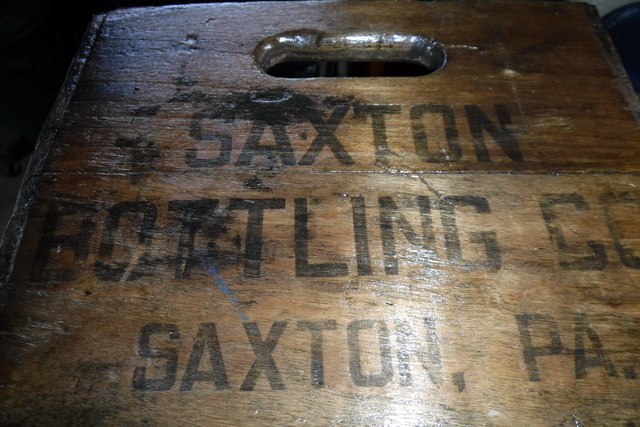 SAXTON
BOTTLING CO
SAXTON, PA.